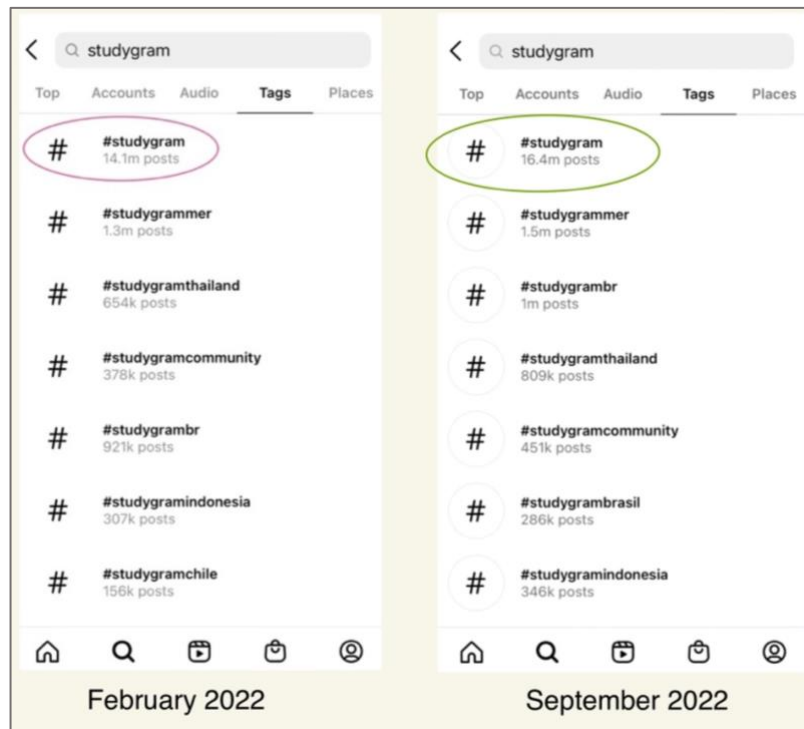 studygram
Top Accounts Audio Tags Places
#studygram
14.1m posts
#studygrammer
1.3m posts
#studygramthailand
654k posts
#studygramcommunity
378k posts
#studygrambr
921k posts
#studygramindonesia
307k posts
#studygramchile
156k posts
February 2022
studygram
Top Accounts Audio Tags Places
#studygram
16.4m posts
#studygrammer
1.5m posts
#studygrambr
1m posts
#studygramthailand
809k posts
#studygramcommunity
451k posts
#studygrambrasil
286k posts
#studygramindonesia
346k posts
September 2022